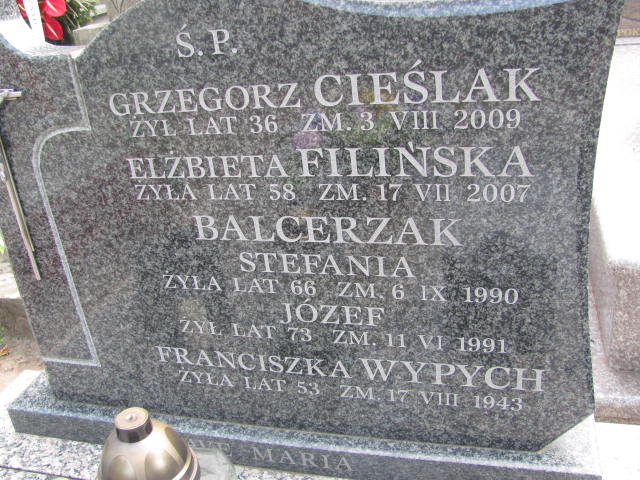 Ś.P.
GRZEGORZ CIEŚLAK
ŻYŁ LAT 36 ZM. 3 VIII 2009
ELŻBIETA FILIŃSKA
ŻYŁA LAT 58 ZM. 17 VII 2007
BALCERZAK
STEFANIA
ŻYŁA LAT 66 ZM. 6 IX 1990
JÓZEF
ŻYŁ LAT 73 ZM. 11 VI 1991
FRANCISZKA WYPYCH
ŻYŁA LAT 53 ZM. 17 VIII 1943
MARIA